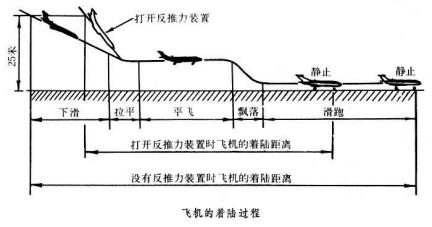 打开反推力装置
25米
静止
静止
下滑
拉平
平飞
飘落
滑跑
打开反推力装置时飞机的着陆距离
没有反推力装置时飞机的着陆距离
飞机的着陆过程